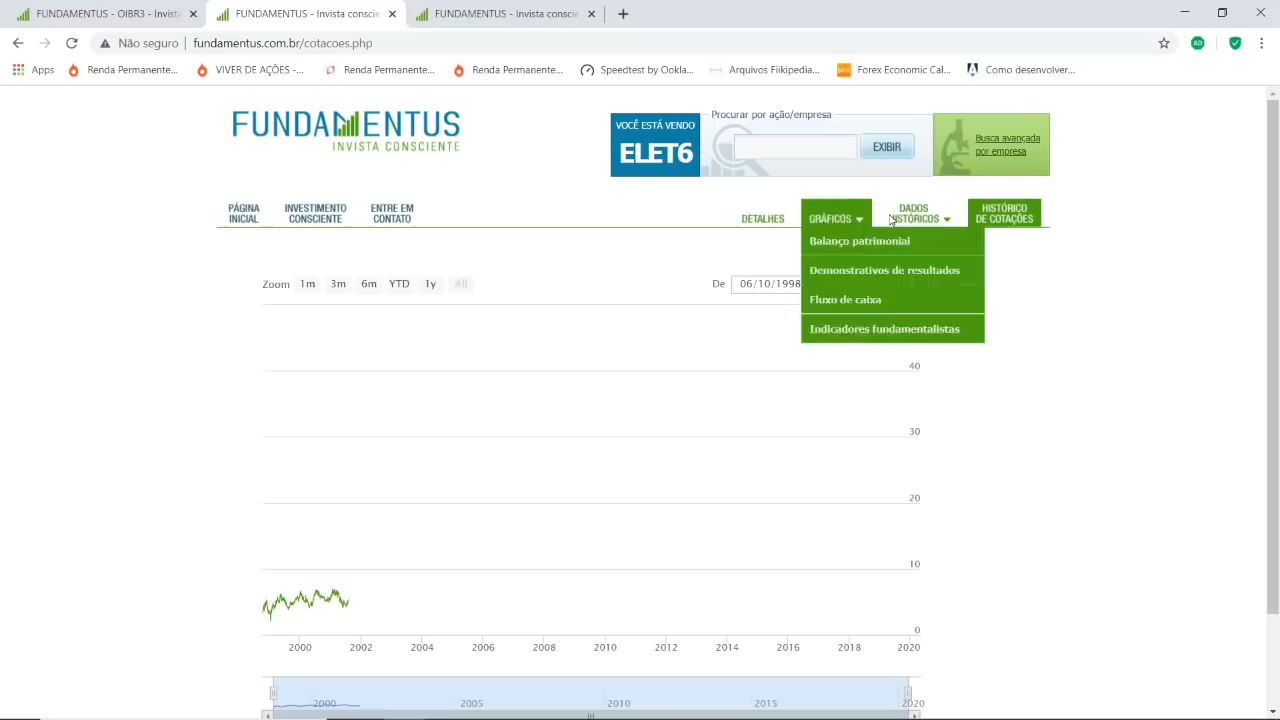 FUNDAMENTUS - OIBR3 - Invista
FUNDAMENTUS - Invista conscie
FUNDAMENTUS - Invista conscie
Não seguro
fundamentus.com.br/cotacoes.php
AD
Apps
Renda Permanente...
VIVER DE AÇÕES -...
Renda Permanente...
Renda Permanente...
Speedtest by Ookla...
Arquivos Fiikipedia...
Forex Economic Cal...
Como desenvolver...
FUNDAMENTUS
INVISTA CONSCIENTE
VOCÊ ESTÁ VENDO
ELET6
Procurar por ação/empresa
EXIBIR
Busca avançada
por empresa
PÁGINA
INICIAL
INVESTIMENTO
CONSCIENTE
ENTRE EM
CONTATO
DETALHES
GRÁFICOS
DADOS
HISTÓRICOS
HISTÓRICO
DE COTAÇÕES
Balanço patrimonial
Demonstrativos de resultados
Fluxo de caixa
Indicadores fundamentalistas
Zoom
1m
3m
6m
YTD
1y
All
De
06/10/1998
40
30
20
10
0
2000
2002
2004
2006
2008
2010
2012
2014
2016
2018
2020
2000
2005
2010
2015
2020